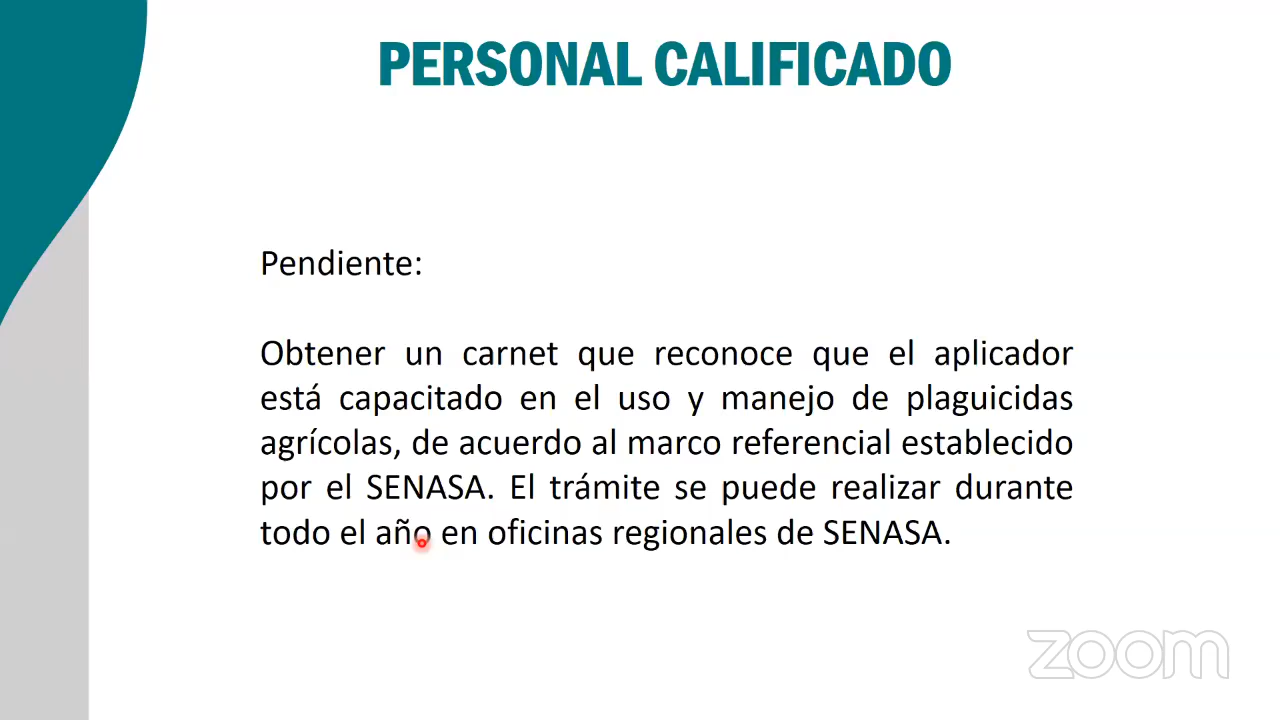 PERSONAL CALIFICADO
Pendiente:
Obtener un carnet que reconoce que el aplicador
está capacitado en el uso y manejo de plaguicidas
agrícolas, de acuerdo al marco referencial establecido
por el SENASA. El trámite se puede realizar durante
todo el año en oficinas regionales de SENASA.
zoom